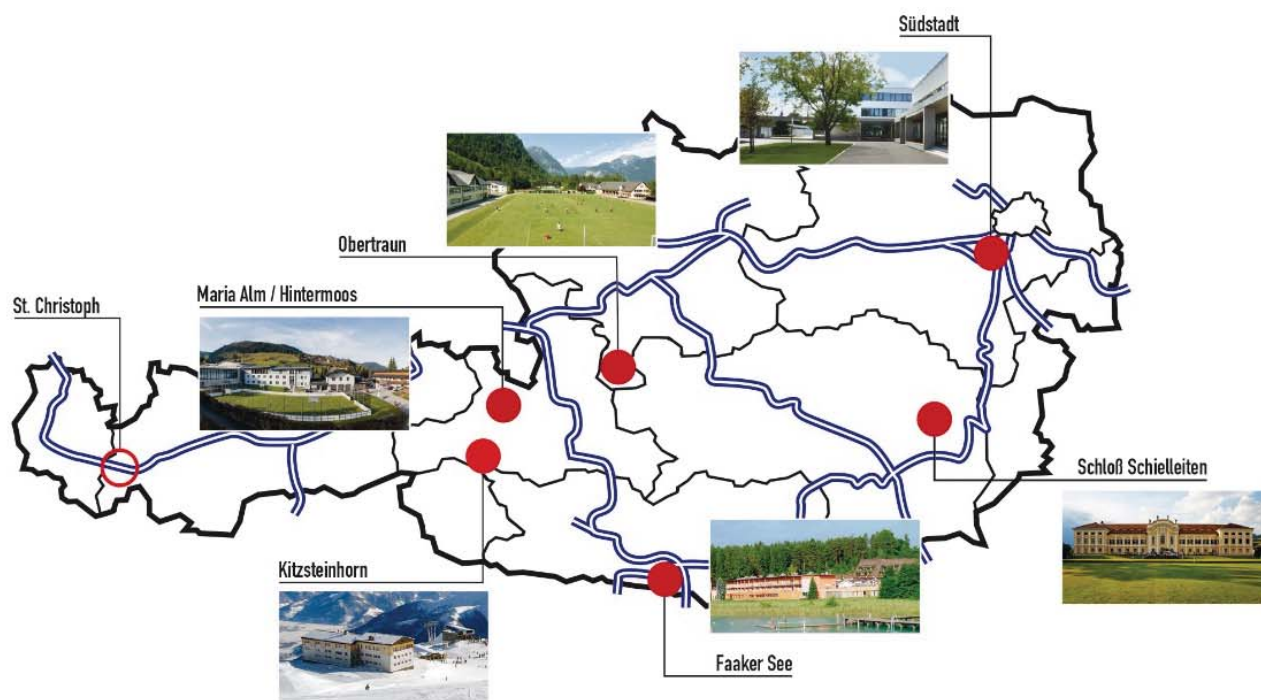 Südstadt
Obertraun
Maria Alm / Hintermoos
St. Christoph
Schloß Schielleiten
Kitzsteinhorn
Faaker See